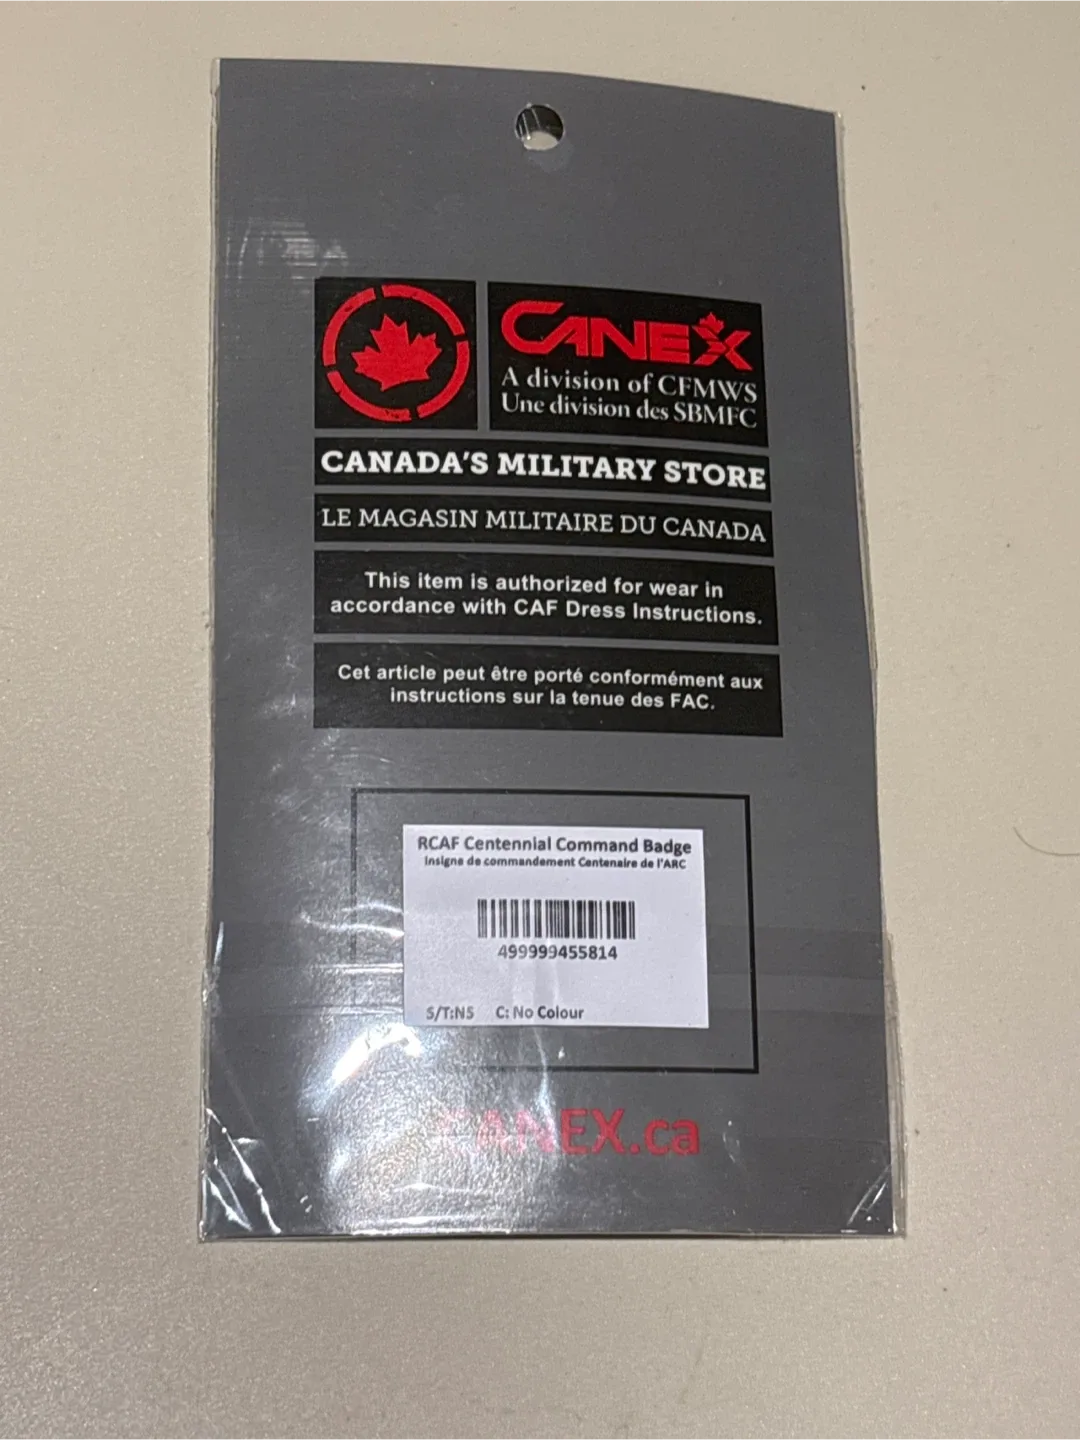 CANEX
A division of CFMWS
Une division des SBMFC
CANADA'S MILITARY STORE
LE MAGASIN MILITAIRE DU CANADA
This item is authorized for wear in
accordance with CAF Dress Instructions.
Cet article peut être porté conformément aux
instructions sur la tenue des FAC.
RCAF Centennial Command Badge
Insigne de commandement Centenaire de l'ARC
499999455814
S/T:NS C: No Colour
CANEX.ca